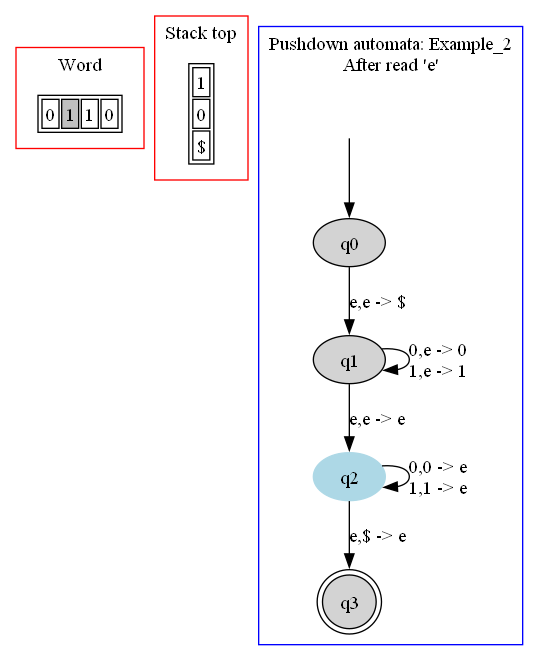 Word
0 1 1 0
Stack top
1
0
$
Pushdown automata: Example_2
After read 'e'
q0
e,e -> $
q1
0,e -> 0
1,e -> 1
e,e -> e
q2
0,0 -> e
1,1 -> e
e,$ -> e
q3